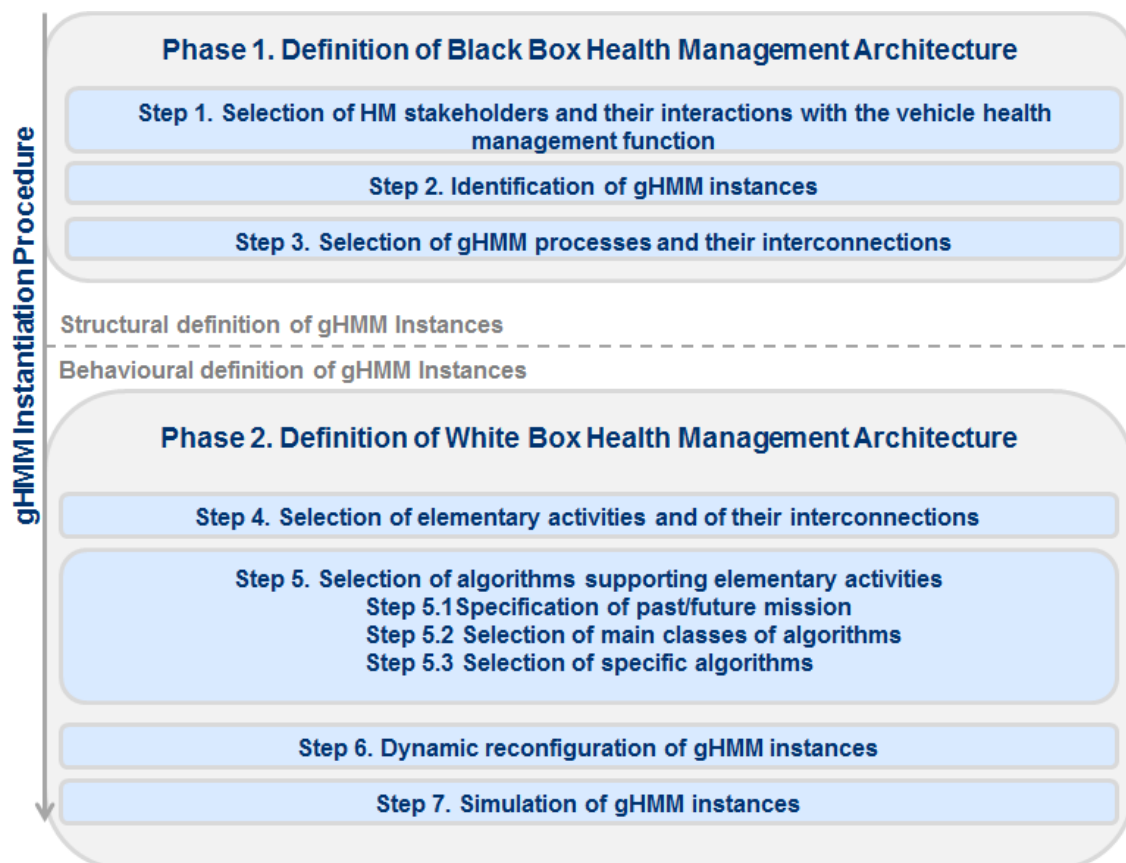 gHMM Instantiation Procedure
Phase 1. Definition of Black Box Health Management Architecture
Step 1. Selection of HM stakeholders and their interactions with the vehicle health
management function
Step 2. Identification of gHMM instances
Step 3. Selection of gHMM processes and their interconnections
Structural definition of gHMM Instances
Behavioural definition of gHMM Instances
Phase 2. Definition of White Box Health Management Architecture
Step 4. Selection of elementary activities and of their interconnections
Step 5. Selection of algorithms supporting elementary activities
Step 5.1 Specification of past/future mission
Step 5.2 Selection of main classes of algorithms
Step 5.3 Selection of specific algorithms
Step 6. Dynamic reconfiguration of gHMM instances
Step 7. Simulation of gHMM instances